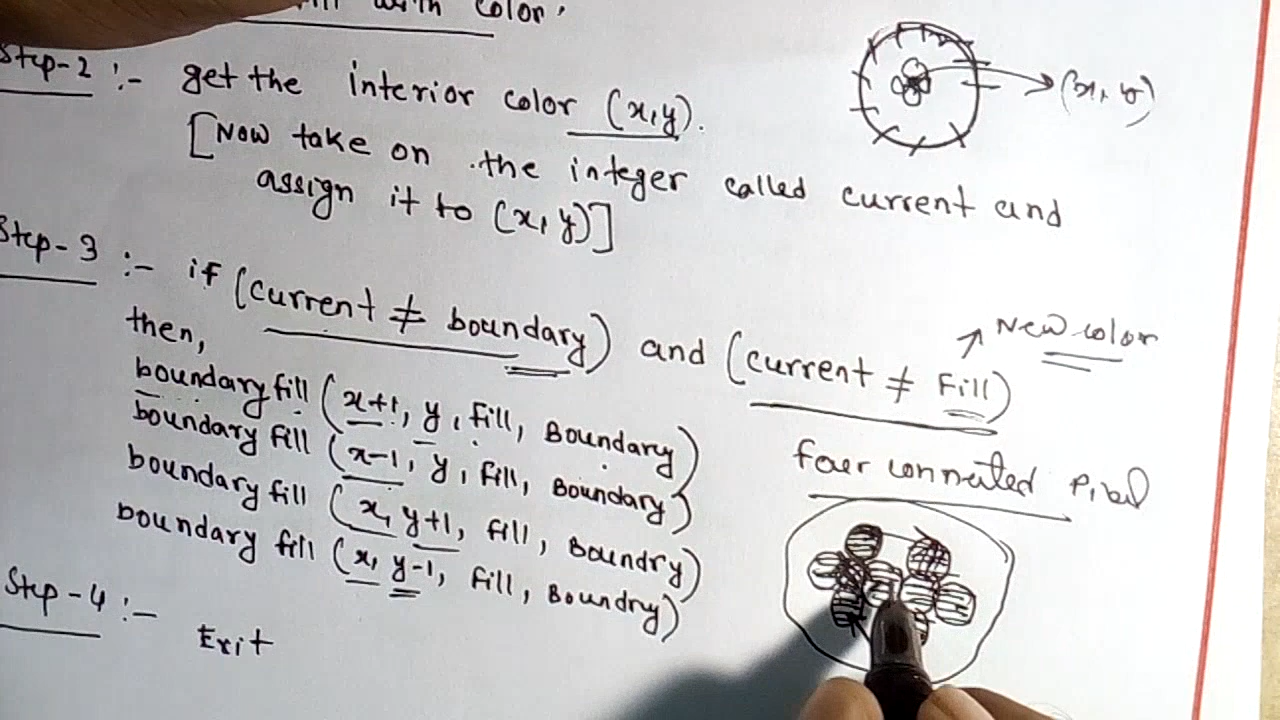 with color.
Step-2 :- get the interior color (x,y).
[Now take on the integer called current and
assign it to (x, y)]
(x, y)
Step-3 :- if (current ≠ boundary) and (current ≠ Fill)
New color
then,
boundary fill (x+1, y, Fill, Boundary)
boundary fill (x-1, y, fill, Boundary)
boundary fill (x, y+1, fill, Boundry)
boundary fill (x, y-1, fill, Boundry)
four connected Pixel
Step-4 :- Exit